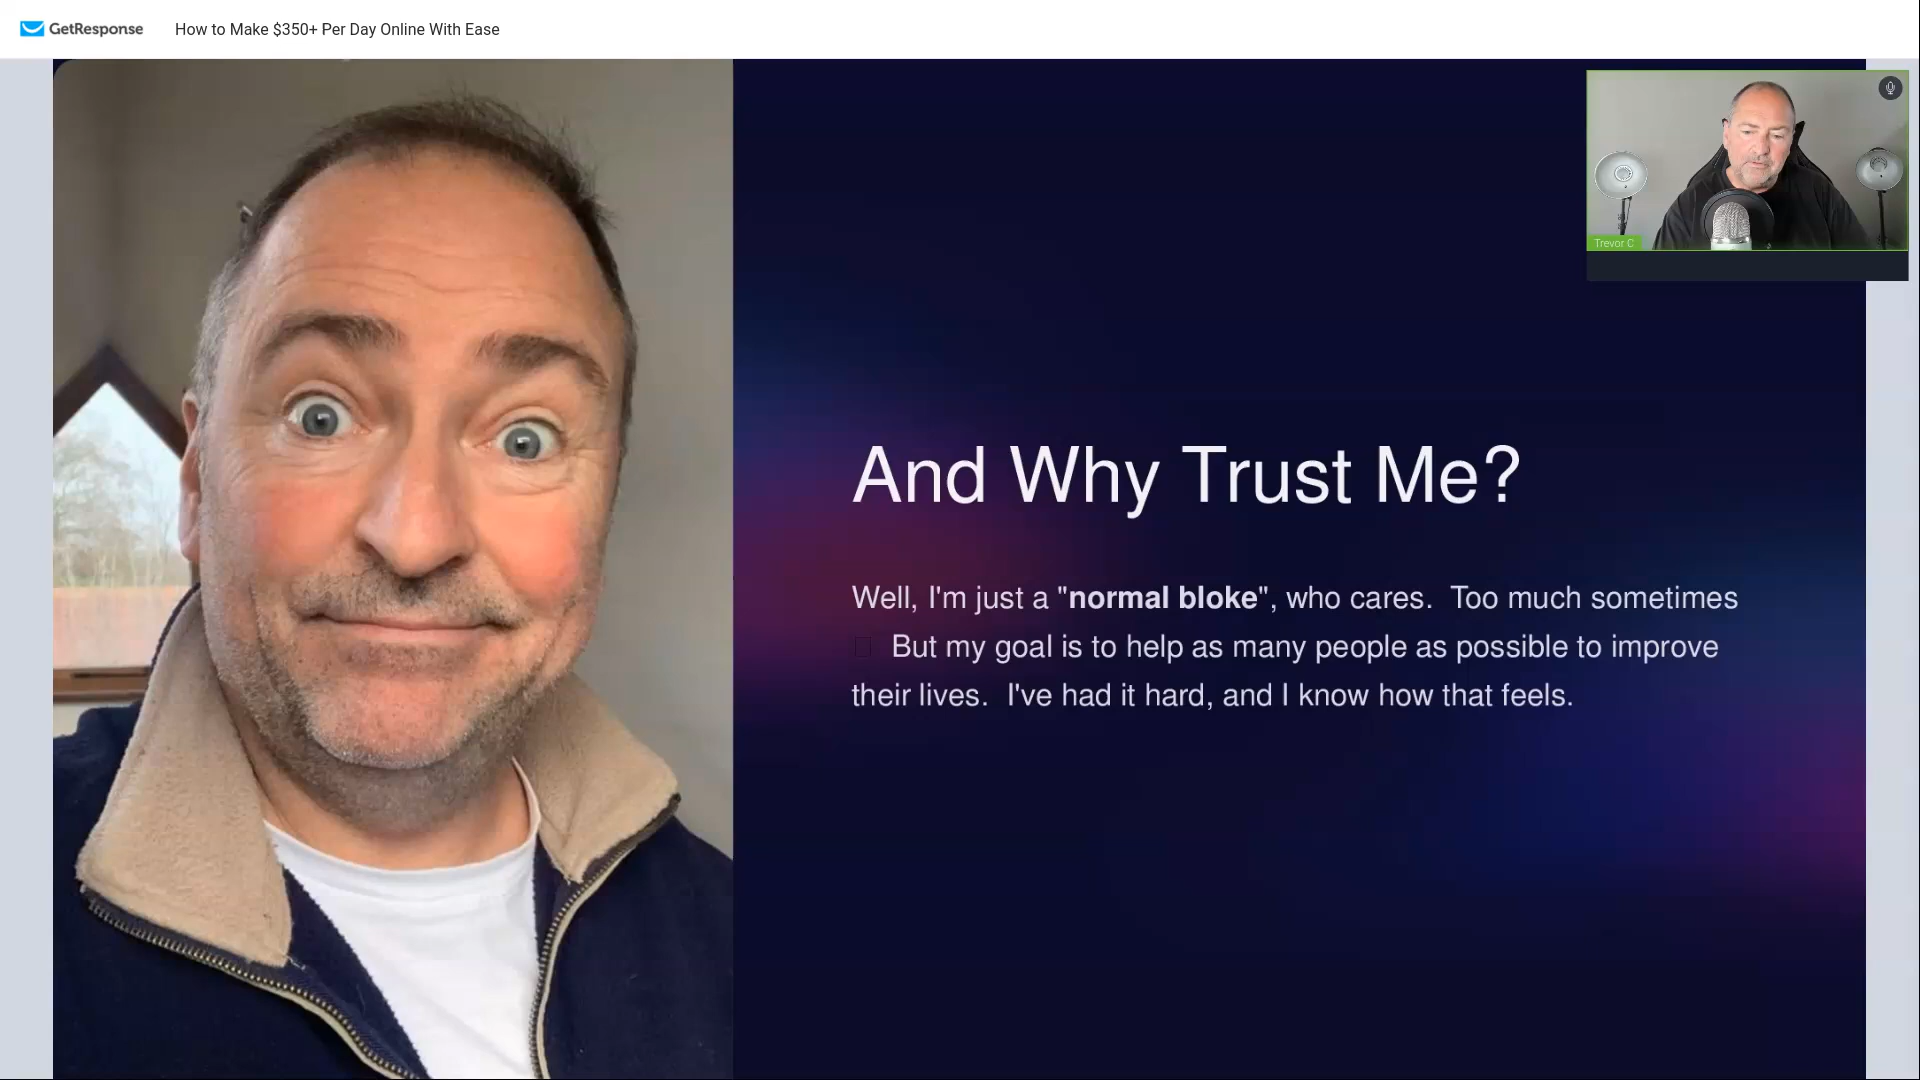 GetResponse How to Make $350+ Per Day Online With Ease
Trevor C
And Why Trust Me?
Well, I'm just a "normal bloke", who cares.  Too much sometimes
But my goal is to help as many people as possible to improve
their lives.  I've had it hard, and I know how that feels.